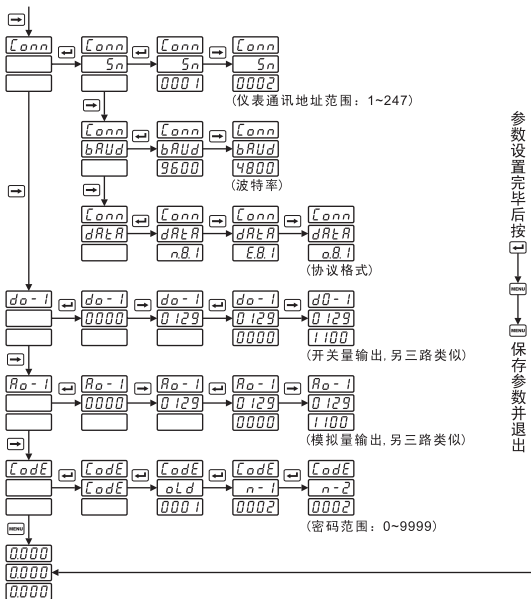 Conn Conn Conn Conn
Sn Sn Sn
0001 0002
(仪表通讯地址范围：1~247)
Conn Conn Conn
bAUd bAUd bAUd
9600 4800
(波特率)
Conn Conn Conn Conn
dAtA dAtA dAtA dAtA
n.8.1 E.8.1 o.8.1
(协议格式)
do-1 do-1 do-1 do-1 d0-1
0000 0129 0129 0129
0000 1100
(开关量输出,另三路类似)
Ao-1 Ao-1 Ao-1 Ao-1 Ao-1
0000 0129 0129 0129
0000 1100
(模拟量输出,另三路类似)
CodE CodE CodE CodE CodE
CodE oLd n-1 n-2
0001 0002 0002
(密码范围：0~9999)
MENU
0.000
0.000
0.000
参数设置完毕后按
MENU
MENU
保存参数并退出